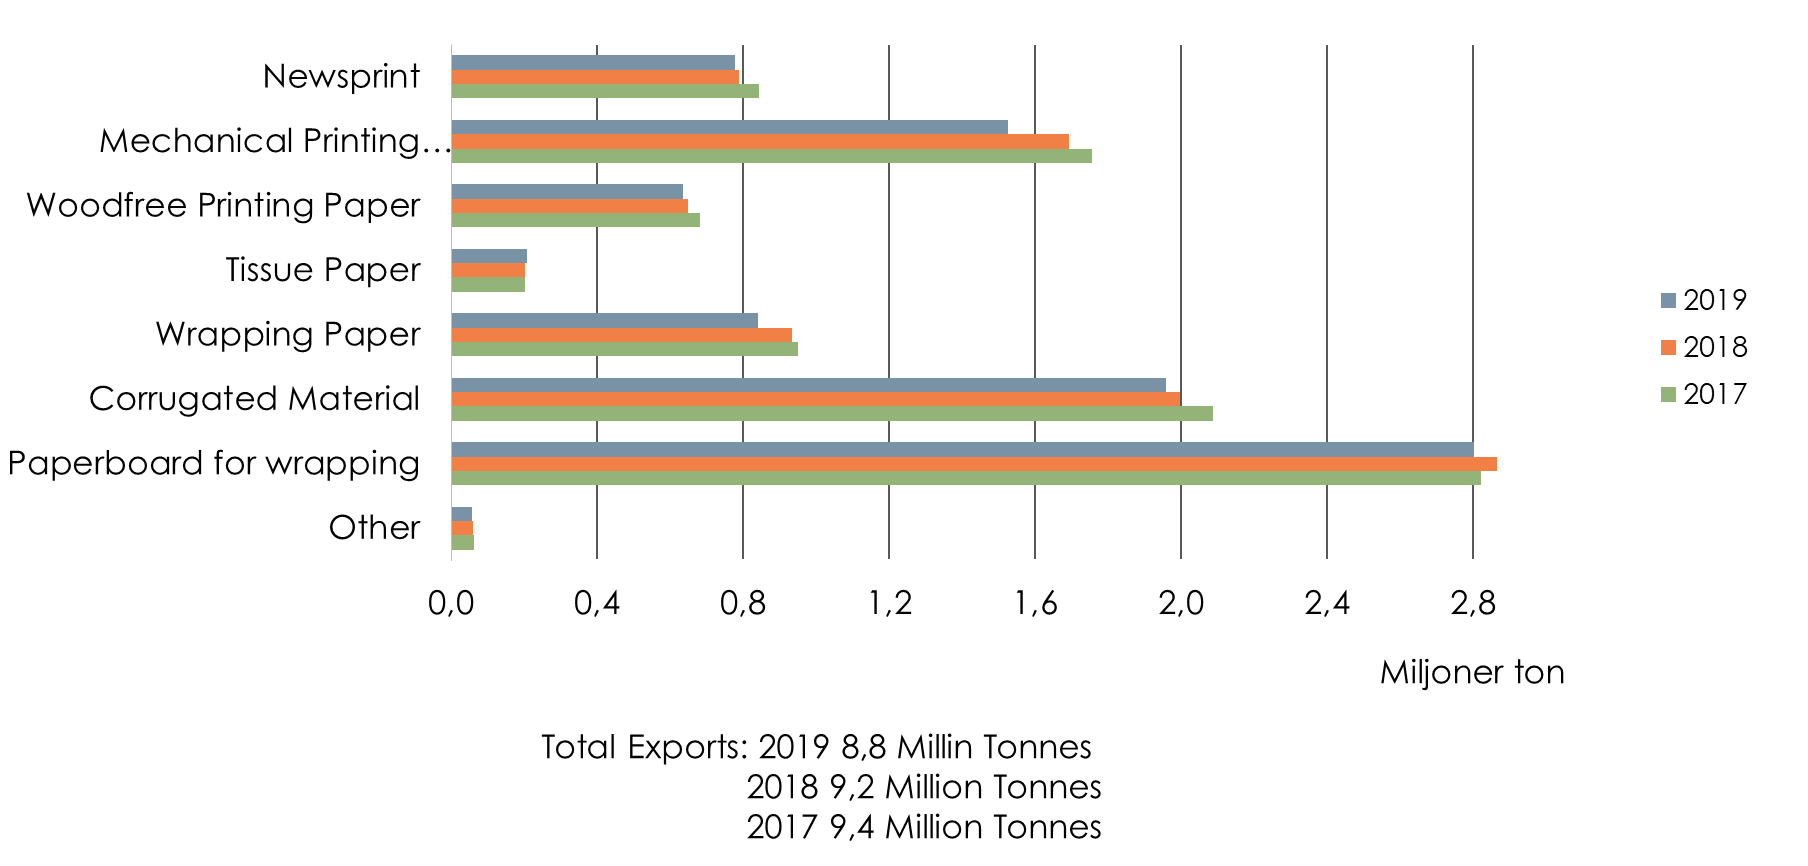 Newsprint
Mechanical Printing…
Woodfree Printing Paper
Tissue Paper
Wrapping Paper
Corrugated Material
Paperboard for wrapping
Other
0,0 0,4 0,8 1,2 1,6 2,0 2,4 2,8
Miljoner ton
2019
2018
2017
Total Exports: 2019 8,8 Millin Tonnes
2018 9,2 Million Tonnes
2017 9,4 Million Tonnes